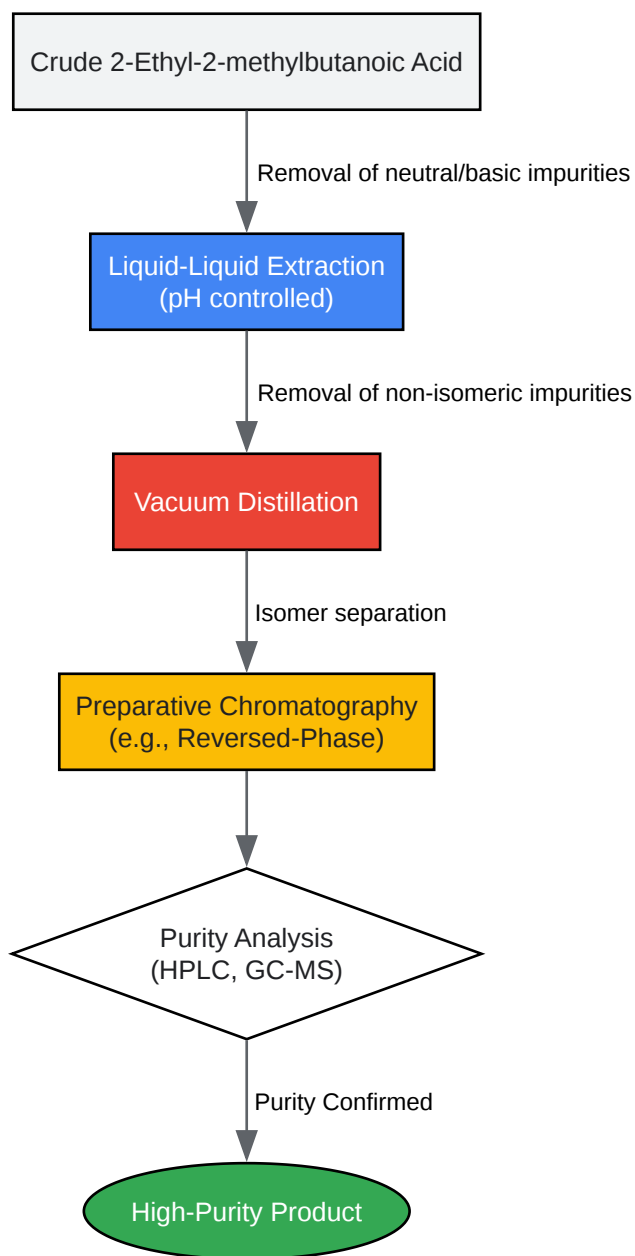 Crude 2-Ethyl-2-methylbutanoic Acid
Removal of neutral/basic impurities
Liquid-Liquid Extraction
(pH controlled)
Removal of non-isomeric impurities
Vacuum Distillation
Isomer separation
Preparative Chromatography
(e.g., Reversed-Phase)
Purity Analysis
(HPLC, GC-MS)
Purity Confirmed
High-Purity Product